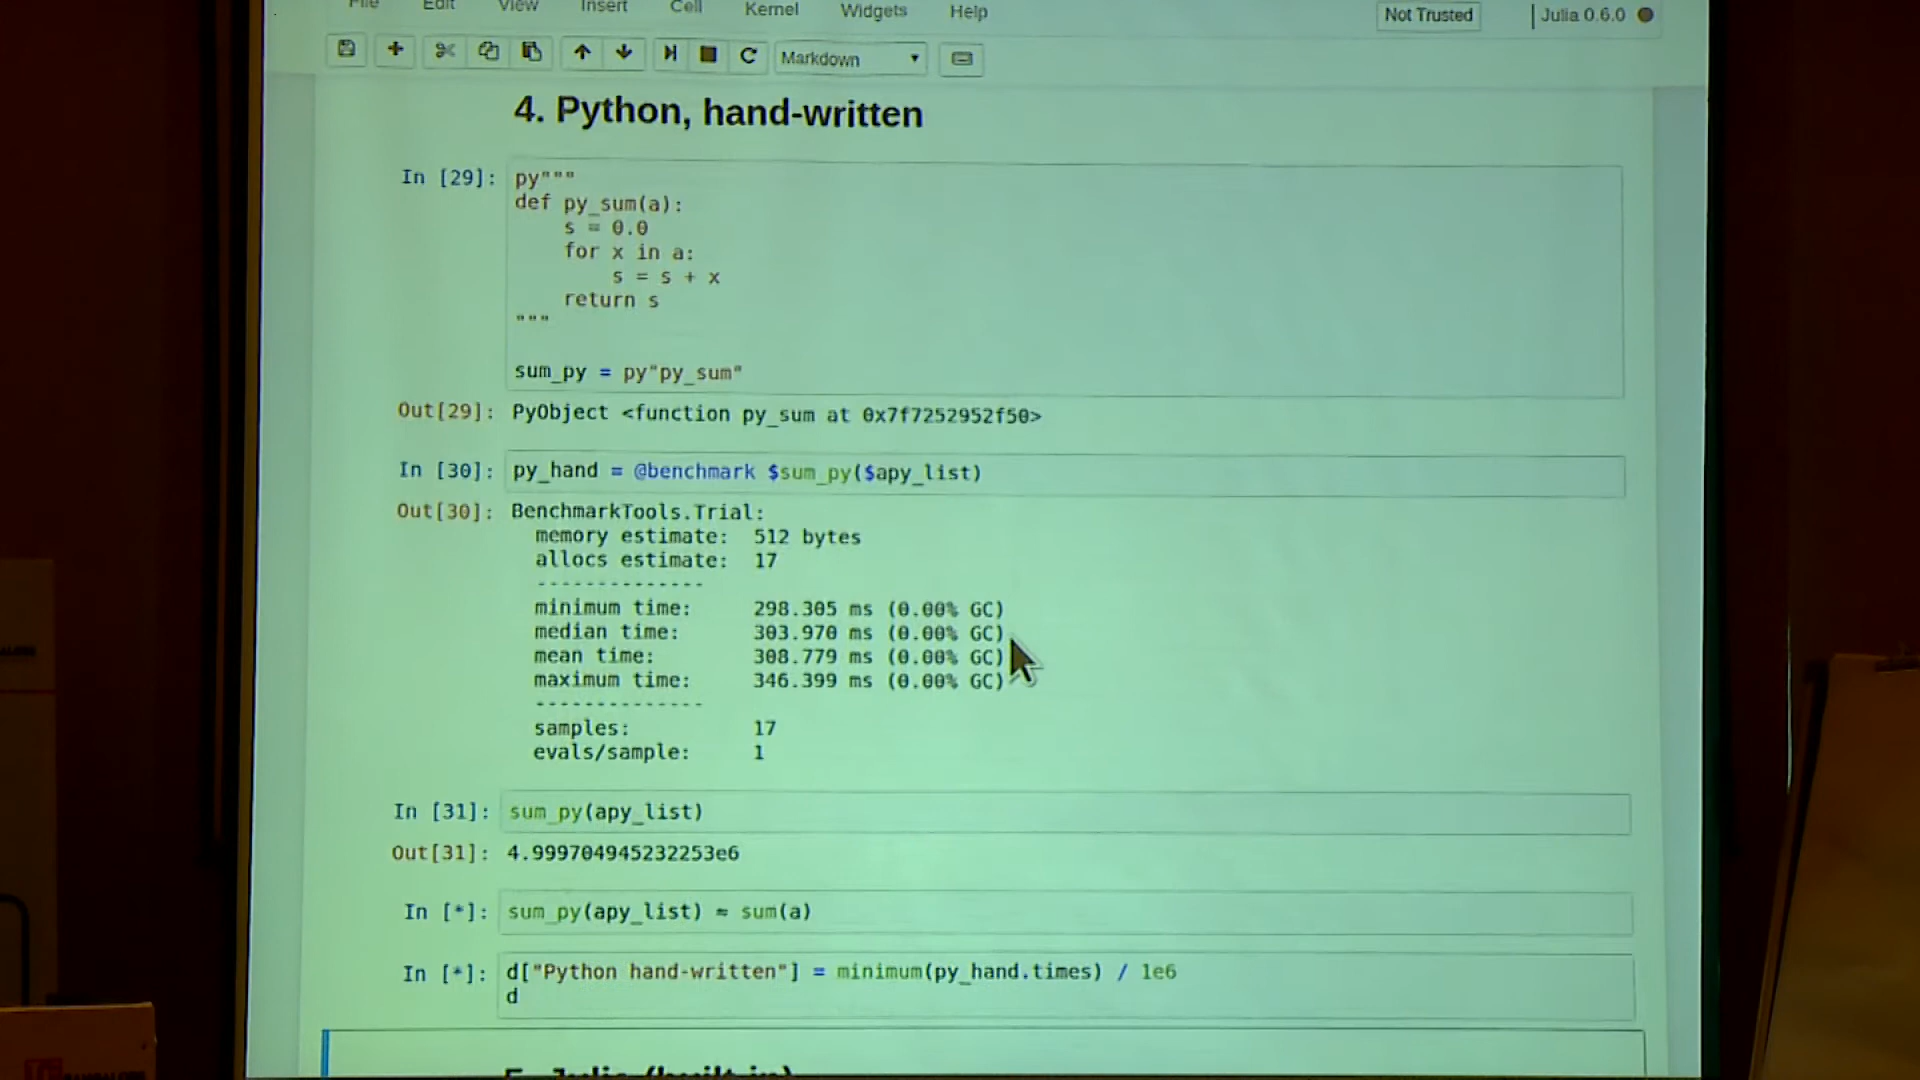 File Edit View Insert Cell Kernel Widgets Help
Not Trusted
Julia 0.6.0
Markdown
4. Python, hand-written
In [29]: py"""
def py_sum(a):
    s = 0.0
    for x in a:
        s = s + x
    return s
"""
sum_py = py"py_sum"
Out[29]: PyObject <function py_sum at 0x7f7252952f50>
In [30]: py_hand = @benchmark $sum_py($apy_list)
Out[30]: BenchmarkTools.Trial:
memory estimate: 512 bytes
allocs estimate: 17
--------------
minimum time: 298.305 ms (0.00% GC)
median time: 303.970 ms (0.00% GC)
mean time: 308.779 ms (0.00% GC)
maximum time: 346.399 ms (0.00% GC)
--------------
samples: 17
evals/sample: 1
In [31]: sum_py(apy_list)
Out[31]: 4.999704945232253e6
In [*]: sum_py(apy_list) ≈ sum(a)
In [*]: d["Python hand-written"] = minimum(py_hand.times) / 1e6
d
5. Julia (built-in)